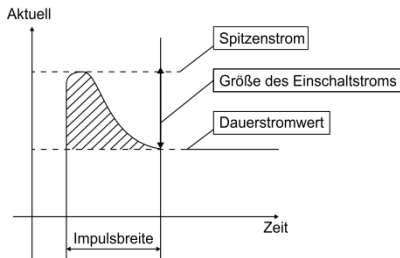 Aktuell
Spitzenstrom
Größe des Einschaltstroms
Dauerstromwert
Zeit
Impulsbreite